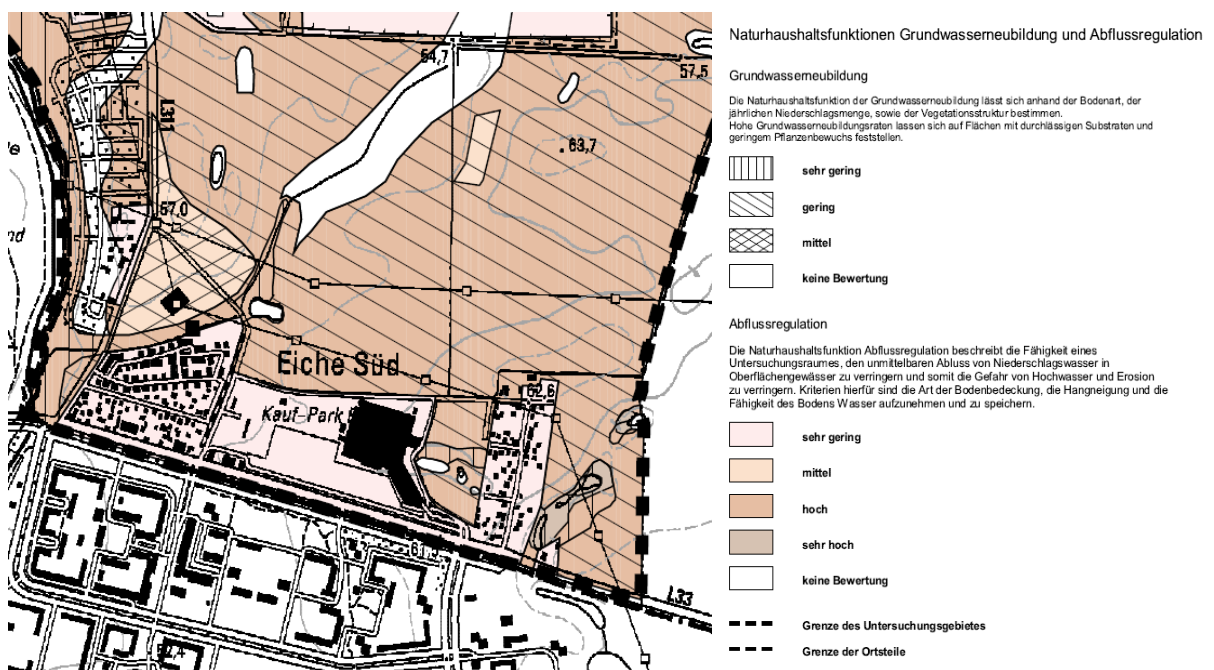 54,7
57,5
L311
63,7
57,0
nd
Eiche Süd
62,6
Kauf-Park
L33
Naturhaushaltsfunktionen Grundwasserneubildung und Abflussregulation
Grundwasserneubildung
Die Naturhaushaltsfunktion der Grundwasserneubildung lässt sich anhand der Bodenart, der
jährlichen Niederschlagsmenge, sowie der Vegetationsstruktur bestimmen.
Hohe Grundwasserneubildungsraten lassen sich auf Flächen mit durchlässigen Substraten und
geringem Pflanzenbewuchs feststellen.
sehr gering
gering
mittel
keine Bewertung
Abflussregulation
Die Naturhaushaltsfunktion Abflussregulation beschreibt die Fähigkeit eines
Untersuchungsraumes, den unmittelbaren Abluss von Niederschlagswasser in
Oberflächengewässer zu verringern und somit die Gefahr von Hochwasser und Erosion
zu verringern. Kriterien hierfür sind die Art der Bodenbedeckung, die Hangneigung und die
Fähigkeit des Bodens Wasser aufzunehmen und zu speichern.
sehr gering
mittel
hoch
sehr hoch
keine Bewertung
Grenze des Untersuchungsgebietes
Grenze der Ortsteile